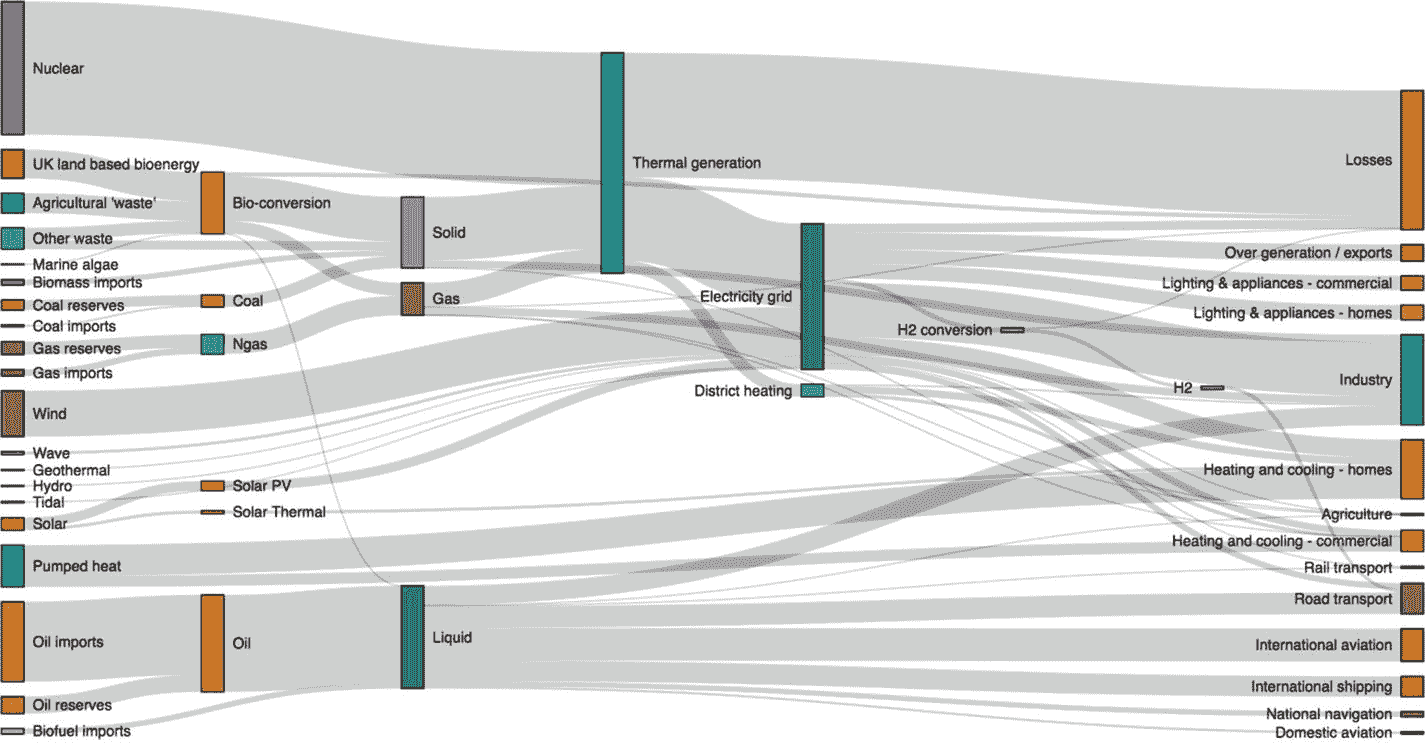 Nuclear
UK land based bioenergy
Agricultural 'waste'
Other waste
Marine algae
Biomass imports
Coal reserves
Coal imports
Gas reserves
Gas imports
Wind
Wave
Geothermal
Hydro
Tidal
Solar
Pumped heat
Oil imports
Oil reserves
Biofuel imports
Bio-conversion
Coal
Ngas
Solar PV
Solar Thermal
Oil
Solid
Gas
Liquid
Thermal generation
Electricity grid
District heating
H2 conversion
H2
Losses
Over generation / exports
Lighting & appliances - commercial
Lighting & appliances - homes
Industry
Heating and cooling - homes
Agriculture
Heating and cooling - commercial
Rail transport
Road transport
International aviation
International shipping
National navigation
Domestic aviation